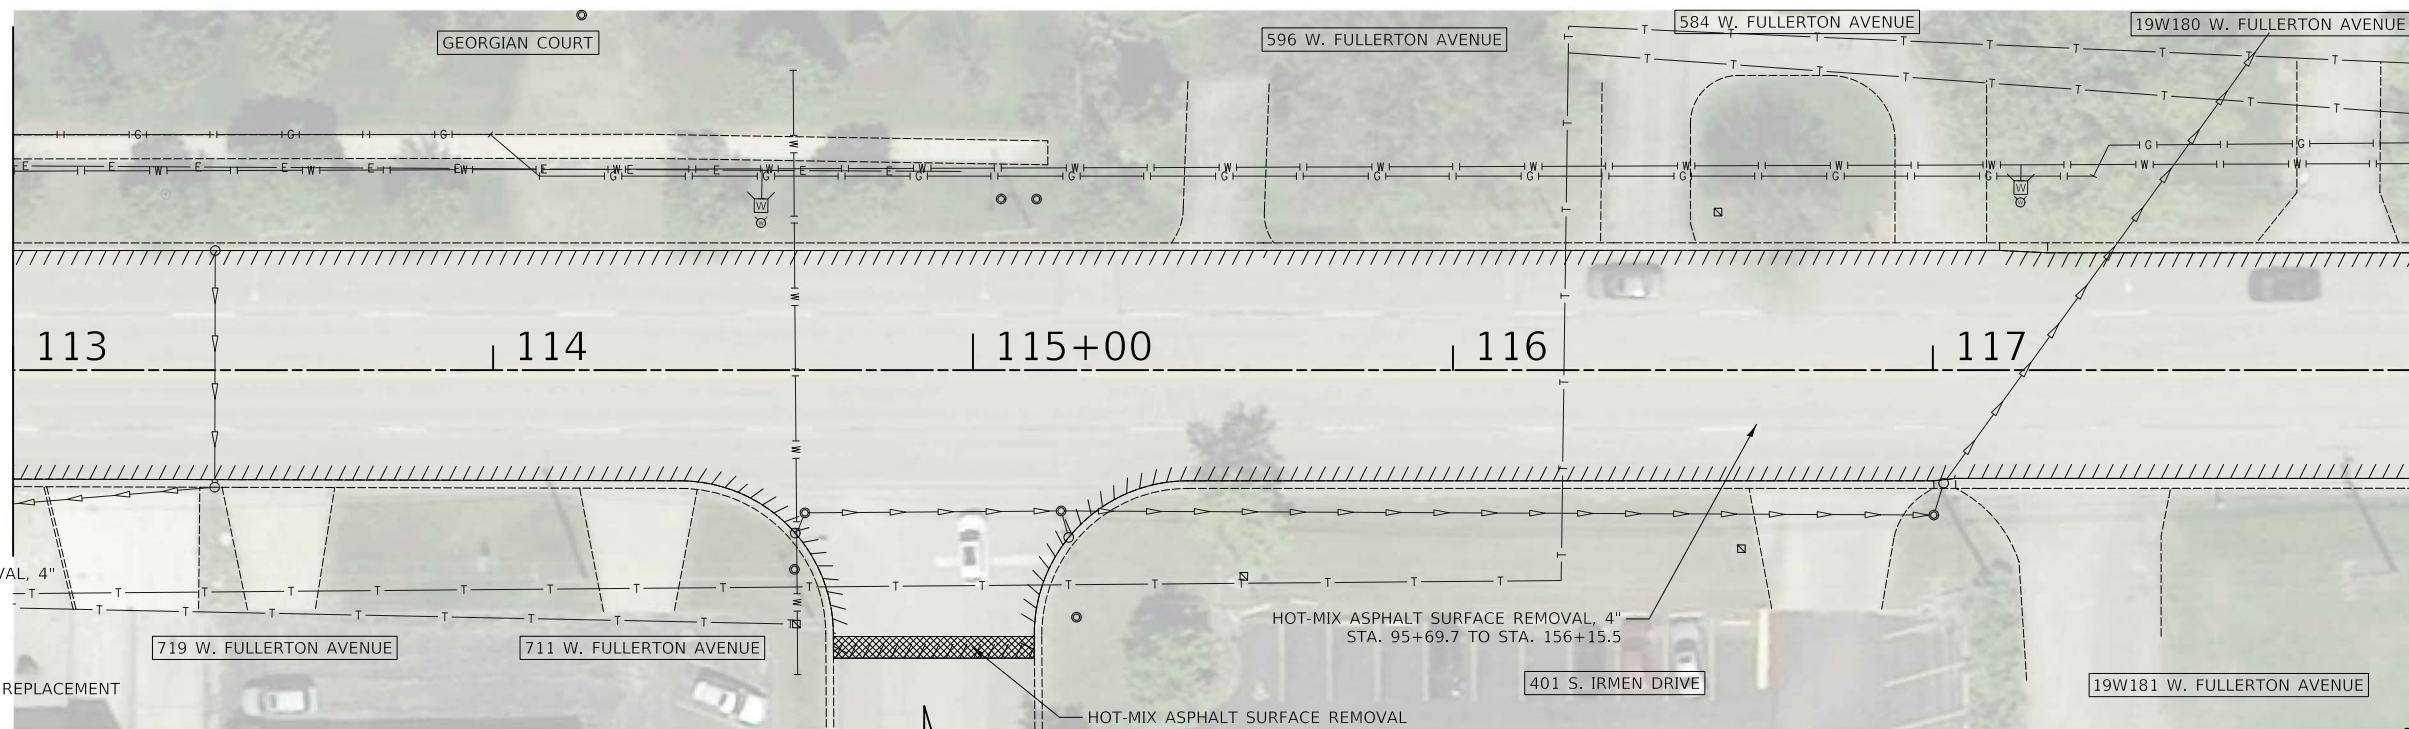 GEORGIAN COURT
596 W. FULLERTON AVENUE
584 W. FULLERTON AVENUE
19W180 W. FULLERTON AVENUE
113
114
115+00
116
117
VAL, 4"
719 W. FULLERTON AVENUE
711 W. FULLERTON AVENUE
HOT-MIX ASPHALT SURFACE REMOVAL, 4"
STA. 95+69.7 TO STA. 156+15.5
401 S. IRMEN DRIVE
19W181 W. FULLERTON AVENUE
REPLACEMENT
HOT-MIX ASPHALT SURFACE REMOVAL